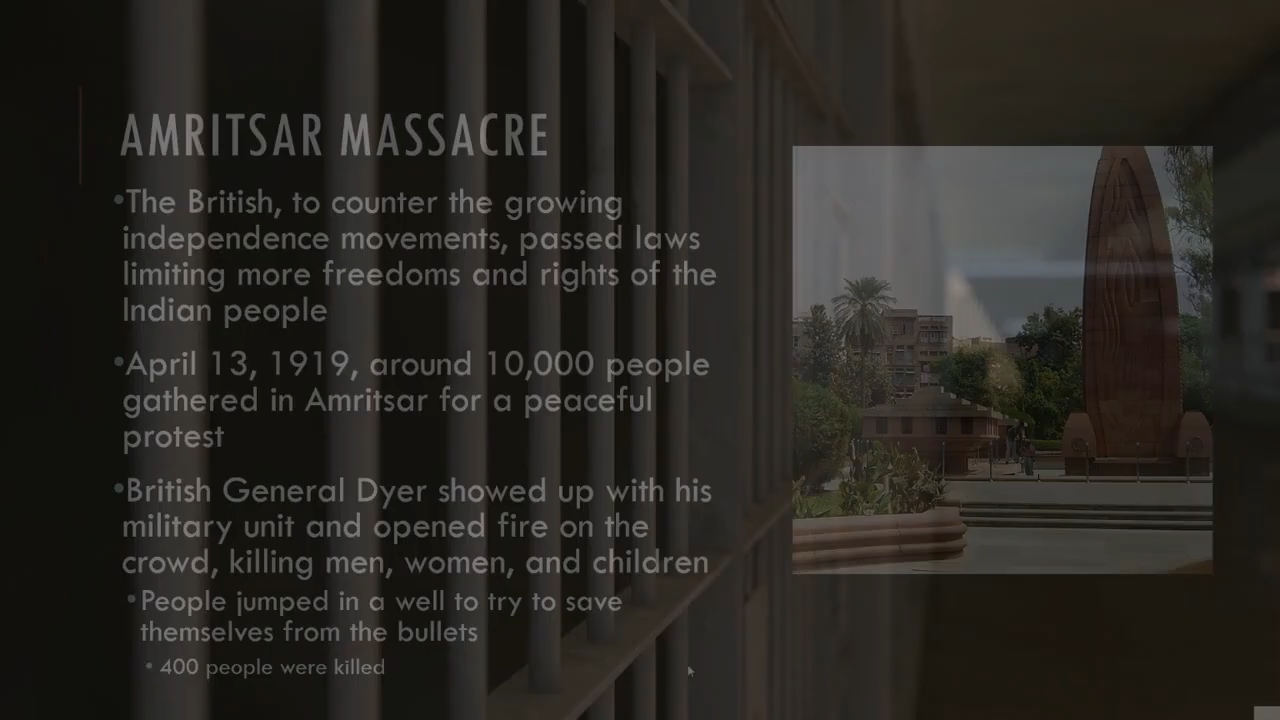 AMRITSAR MASSACRE
•The British, to counter the growing
independence movements, passed laws
limiting more freedoms and rights of the
Indian people
•April 13, 1919, around 10,000 people
gathered in Amritsar for a peaceful
protest
•British General Dyer showed up with his
military unit and opened fire on the
crowd, killing men, women, and children
•People jumped in a well to try to save
themselves from the bullets
•400 people were killed